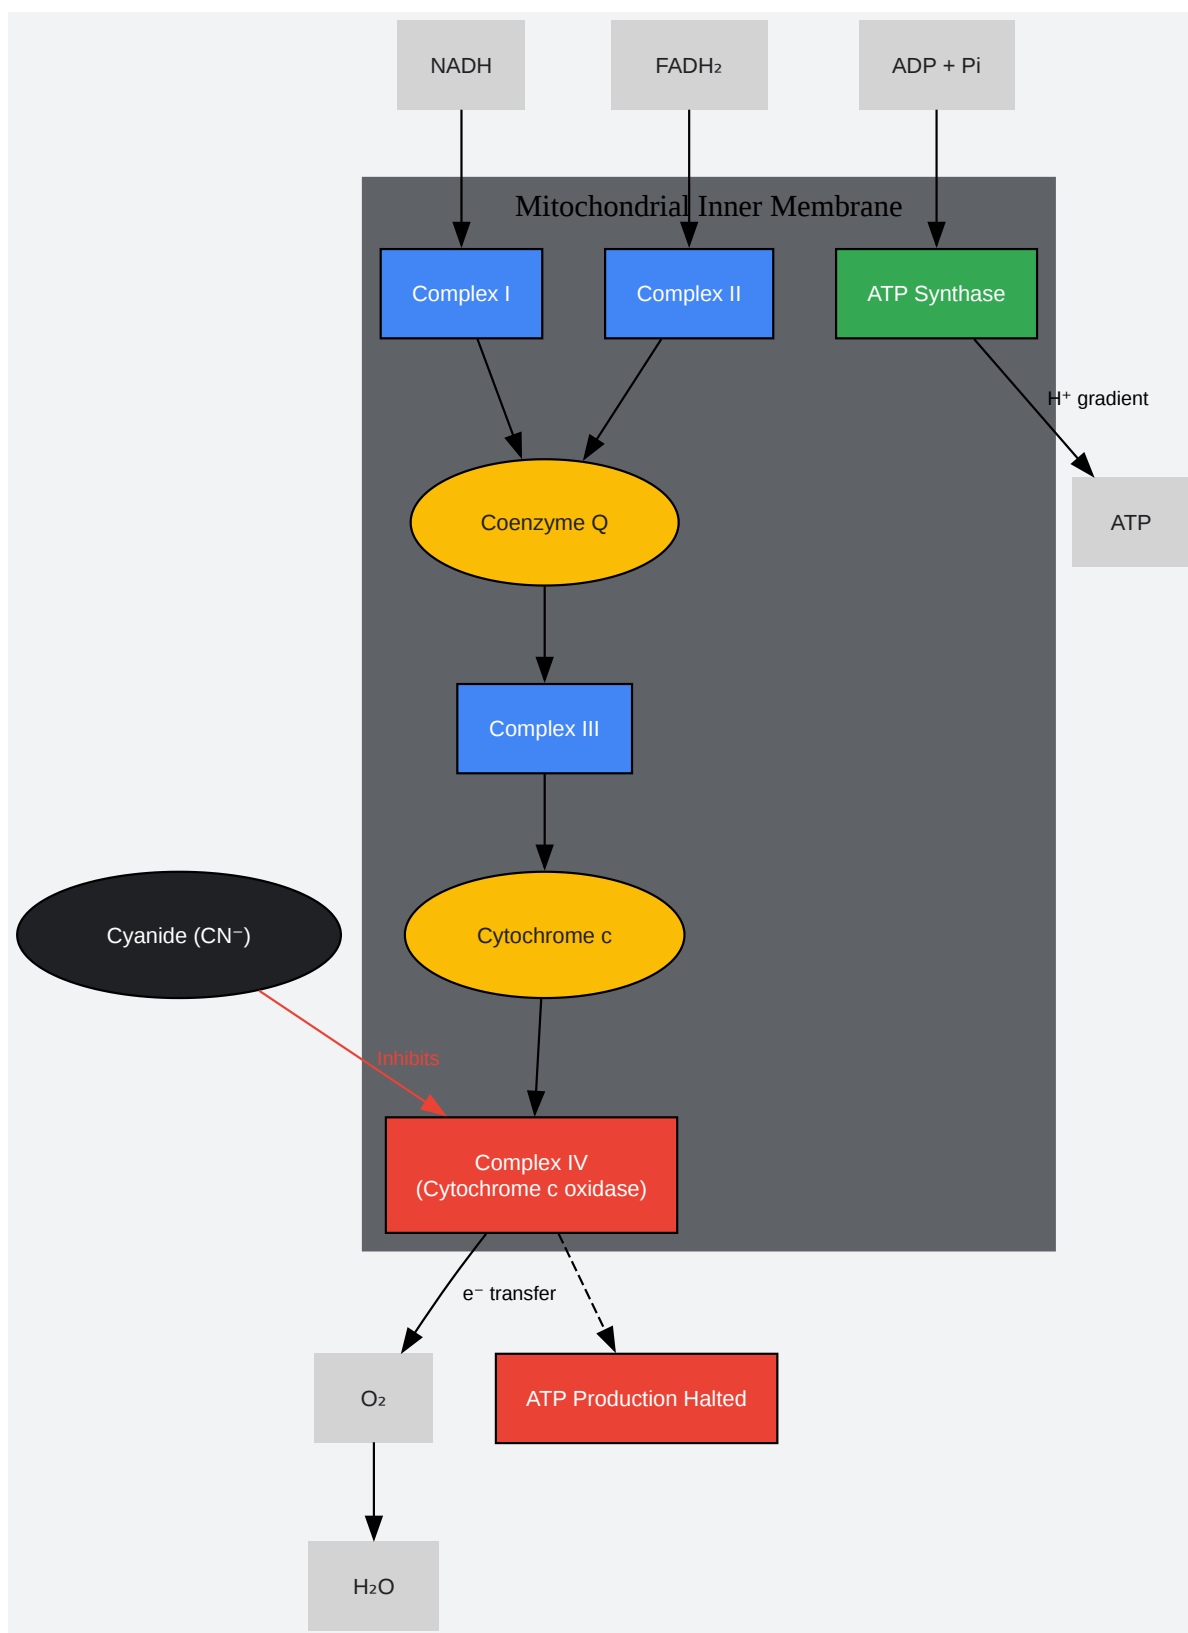 NADH
FADH₂
ADP + Pi
Mitochondrial Inner Membrane
Complex I
Complex II
ATP Synthase
H⁺ gradient
Coenzyme Q
ATP
Complex III
Cyanide (CN⁻)
Cytochrome c
Inhibits
Complex IV
(Cytochrome c oxidase)
e⁻ transfer
O₂
ATP Production Halted
H₂O